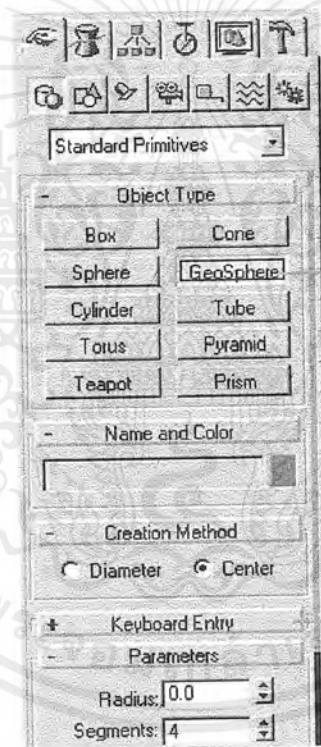 Standard Primitives
- Object Type
Box Cone
Sphere GeoSphere
Cylinder Tube
Torus Pyramid
Teapot Prism
- Name and Color
- Creation Method
Diameter Center
+ Keyboard Entry
- Parameters
Radius: 0.0
Segments: 4